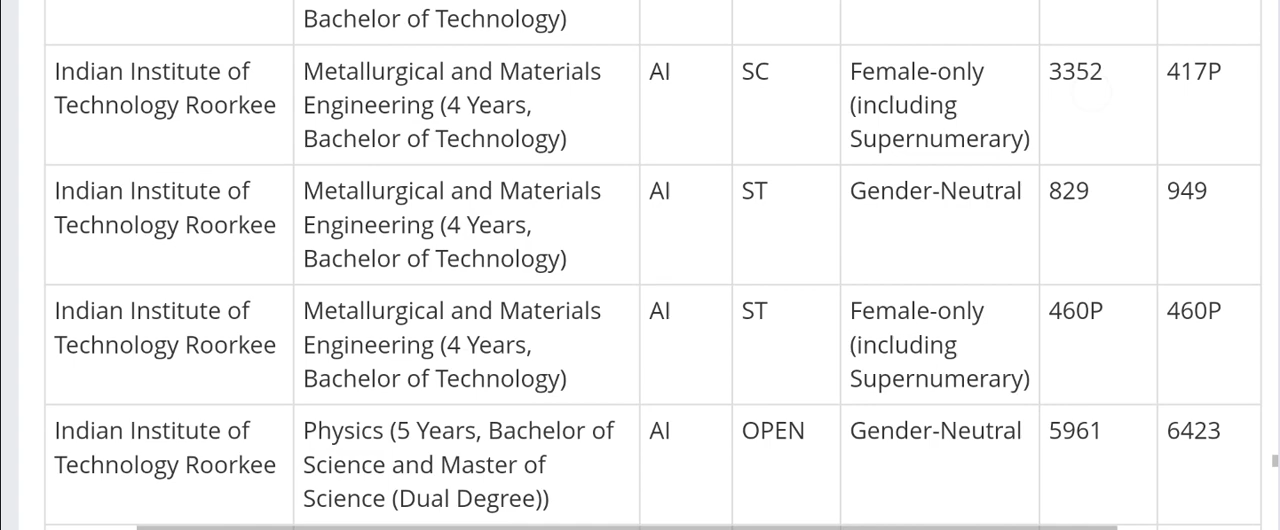 Bachelor of Technology)
Indian Institute of Technology Roorkee Metallurgical and Materials Engineering (4 Years, Bachelor of Technology) AI SC Female-only (including Supernumerary) 3352 417P
Indian Institute of Technology Roorkee Metallurgical and Materials Engineering (4 Years, Bachelor of Technology) AI ST Gender-Neutral 829 949
Indian Institute of Technology Roorkee Metallurgical and Materials Engineering (4 Years, Bachelor of Technology) AI ST Female-only (including Supernumerary) 460P 460P
Indian Institute of Technology Roorkee Physics (5 Years, Bachelor of Science and Master of Science (Dual Degree)) AI OPEN Gender-Neutral 5961 6423